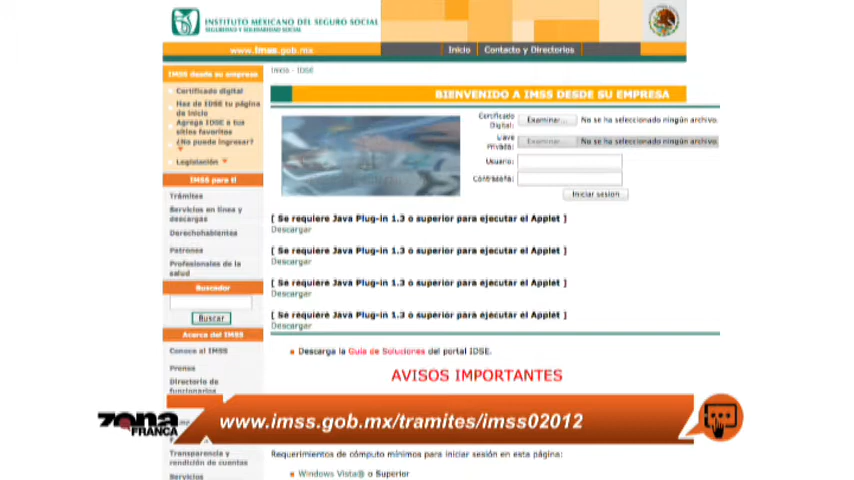 INSTITUTO MEXICANO DEL SEGURO SOCIAL
SEGURIDAD Y SOLIDARIDAD SOCIAL
www.imss.gob.mx
Inicio
Contacto y Directorios
IMSS desde su empresa
Certificado digital
Haz de IDSE tu página
de inicio
Agrega IDSE a tus
sitios favoritos
¿No puede ingresar?
Legislación
IMSS para ti
Trámites
Servicios en línea y
descargas
Derechohabientes
Patrones
Profesionales de la
salud
Buscador
Buscar
Acerca del IMSS
Conoce al IMSS
Prensa
Directorio de
funcionarios
Transparencia y
rendición de cuentas
Servicios
Inicio - IDSE
BIENVENIDO A IMSS DESDE SU EMPRESA
Certificado
Digital:
Examinar...
No se ha seleccionado ningún archivo.
Llave
Privada:
Examinar...
No se ha seleccionado ningún archivo.
Usuario:
Contraseña:
Iniciar sesion
[ Se requiere Java Plug-in 1.3 o superior para ejecutar el Applet ]
Descargar
[ Se requiere Java Plug-in 1.3 o superior para ejecutar el Applet ]
Descargar
[ Se requiere Java Plug-in 1.3 o superior para ejecutar el Applet ]
Descargar
[ Se requiere Java Plug-in 1.3 o superior para ejecutar el Applet ]
Descargar
Descarga la Guía de Soluciones del portal IDSE.
AVISOS IMPORTANTES
zona
FRANCA
www.imss.gob.mx/tramites/imss02012
Requerimientos de cómputo mínimos para iniciar sesión en esta página:
Windows Vista® o Superior